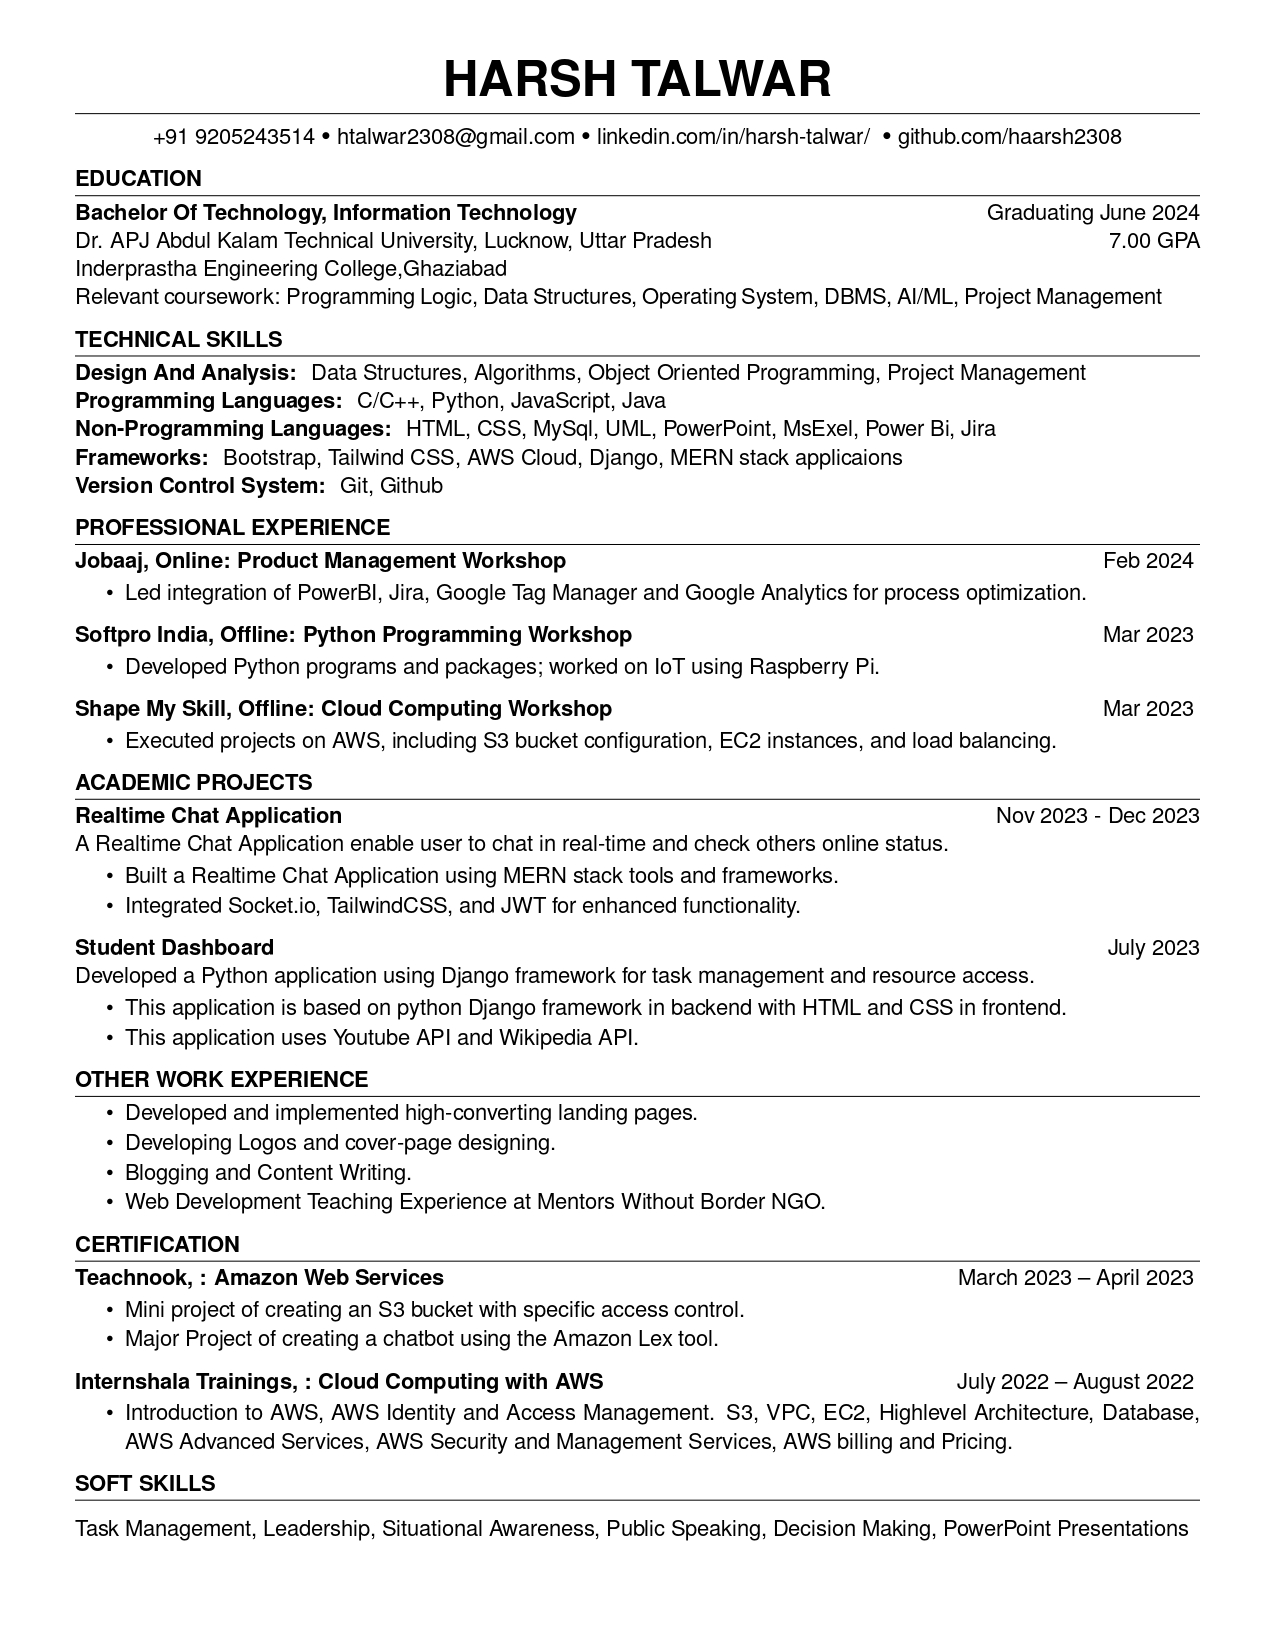 HARSH TALWAR
+91 9205243514 • htalwar2308@gmail.com • linkedin.com/in/harsh-talwar/ • github.com/haarsh2308
EDUCATION
Bachelor Of Technology, Information Technology Graduating June 2024
Dr. APJ Abdul Kalam Technical University, Lucknow, Uttar Pradesh 7.00 GPA
Inderprastha Engineering College,Ghaziabad
Relevant coursework: Programming Logic, Data Structures, Operating System, DBMS, AI/ML, Project Management
TECHNICAL SKILLS
Design And Analysis: Data Structures, Algorithms, Object Oriented Programming, Project Management
Programming Languages: C/C++, Python, JavaScript, Java
Non-Programming Languages: HTML, CSS, MySql, UML, PowerPoint, MsExel, Power Bi, Jira
Frameworks: Bootstrap, Tailwind CSS, AWS Cloud, Django, MERN stack applicaions
Version Control System: Git, Github
PROFESSIONAL EXPERIENCE
Jobaaj, Online: Product Management Workshop Feb 2024
• Led integration of PowerBI, Jira, Google Tag Manager and Google Analytics for process optimization.
Softpro India, Offline: Python Programming Workshop Mar 2023
• Developed Python programs and packages; worked on IoT using Raspberry Pi.
Shape My Skill, Offline: Cloud Computing Workshop Mar 2023
• Executed projects on AWS, including S3 bucket configuration, EC2 instances, and load balancing.
ACADEMIC PROJECTS
Realtime Chat Application Nov 2023 - Dec 2023
A Realtime Chat Application enable user to chat in real-time and check others online status.
• Built a Realtime Chat Application using MERN stack tools and frameworks.
• Integrated Socket.io, TailwindCSS, and JWT for enhanced functionality.
Student Dashboard July 2023
Developed a Python application using Django framework for task management and resource access.
• This application is based on python Django framework in backend with HTML and CSS in frontend.
• This application uses Youtube API and Wikipedia API.
OTHER WORK EXPERIENCE
• Developed and implemented high-converting landing pages.
• Developing Logos and cover-page designing.
• Blogging and Content Writing.
• Web Development Teaching Experience at Mentors Without Border NGO.
CERTIFICATION
Teachnook, : Amazon Web Services March 2023 – April 2023
• Mini project of creating an S3 bucket with specific access control.
• Major Project of creating a chatbot using the Amazon Lex tool.
Internshala Trainings, : Cloud Computing with AWS July 2022 – August 2022
• Introduction to AWS, AWS Identity and Access Management. S3, VPC, EC2, Highlevel Architecture, Database,
AWS Advanced Services, AWS Security and Management Services, AWS billing and Pricing.
SOFT SKILLS
Task Management, Leadership, Situational Awareness, Public Speaking, Decision Making, PowerPoint Presentations